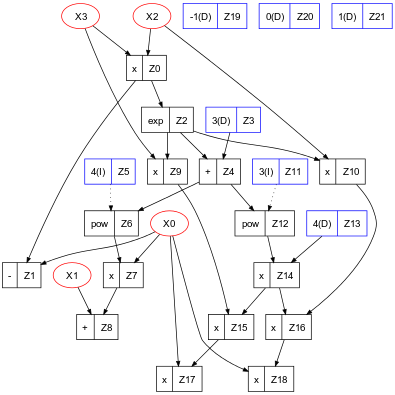 X3 X2 -1(D) Z19 0(D) Z20 1(D) Z21
x Z0
exp Z2 3(D) Z3
4(I) Z5 x Z9 + Z4 3(I) Z11 x Z10
pow Z6 X0 pow Z12 4(D) Z13
- Z1 X1 x Z7 x Z14
+ Z8 x Z15 x Z16
x Z17 x Z18